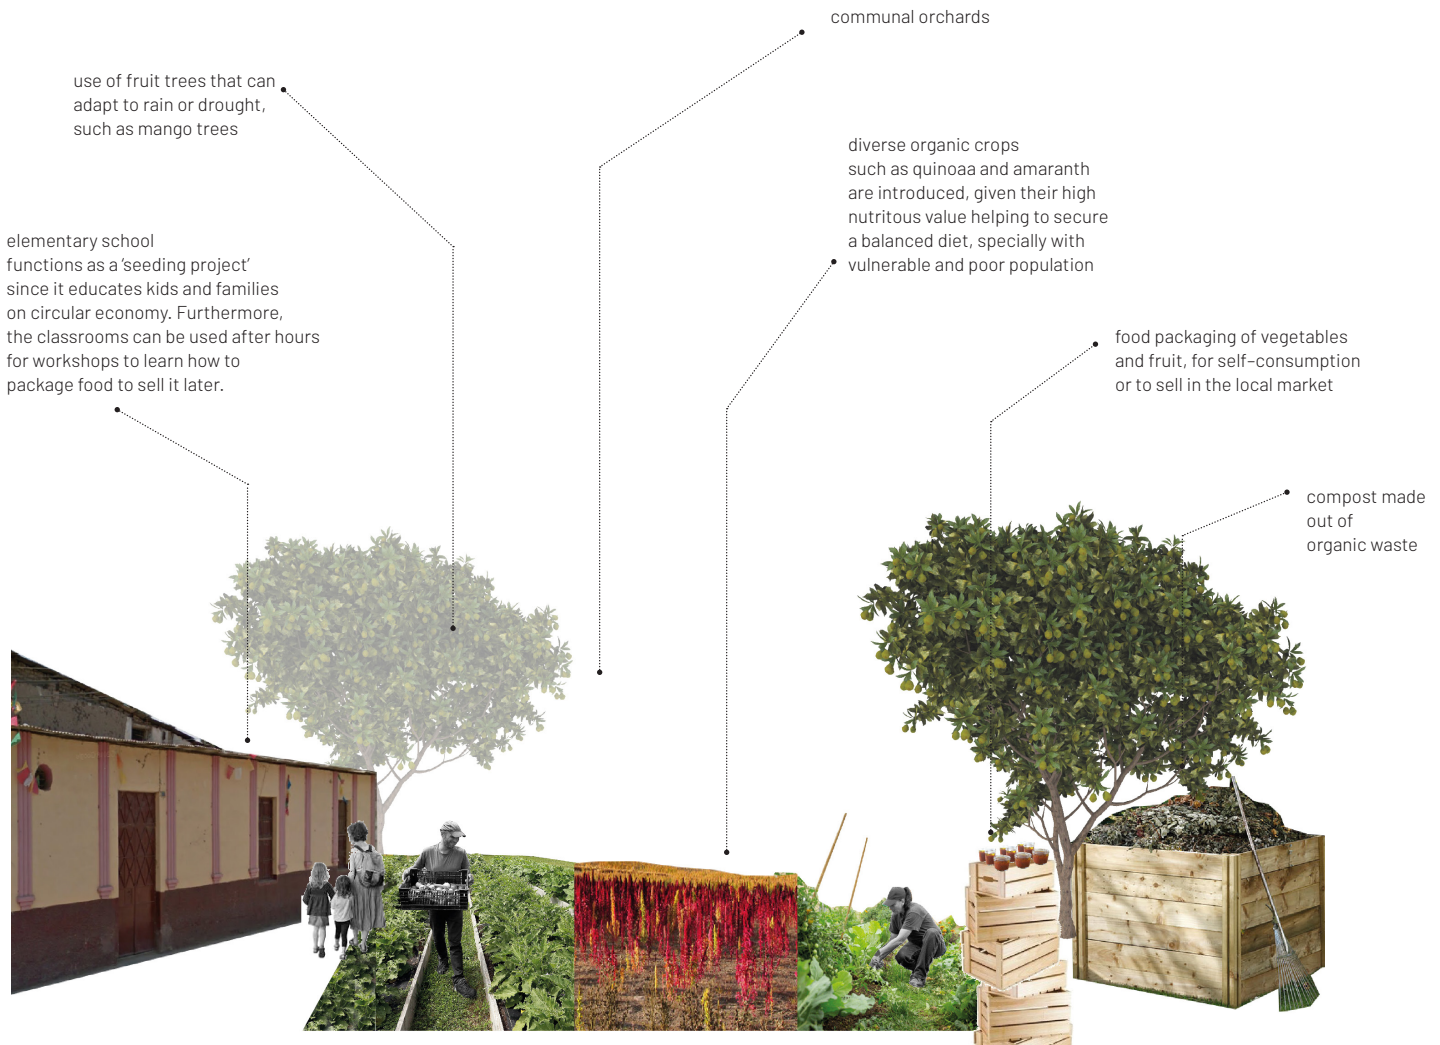 communal orchards
use of fruit trees that can
adapt to rain or drought,
such as mango trees
diverse organic crops
such as quinoaa and amaranth
are introduced, given their high
nutritous value helping to secure
a balanced diet, specially with
vulnerable and poor population
elementary school
functions as a ‘seeding project’
since it educates kids and families
on circular economy. Furthermore,
the classrooms can be used after hours
for workshops to learn how to
package food to sell it later.
food packaging of vegetables
and fruit, for self-consumption
or to sell in the local market
compost made
out of
organic waste